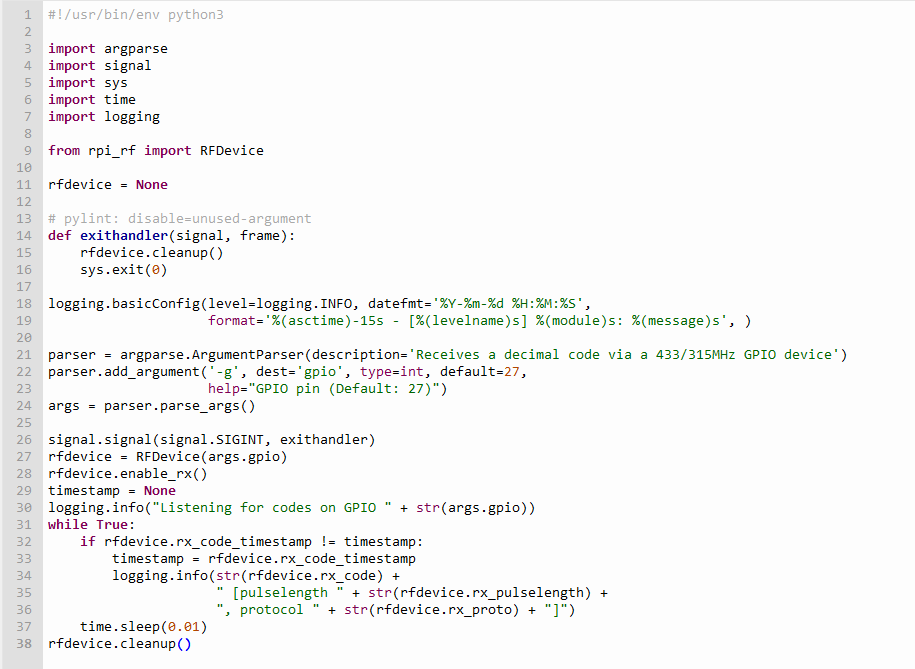 1 #!/usr/bin/env python3
2
3 import argparse
4 import signal
5 import sys
6 import time
7 import logging
8
9 from rpi_rf import RFDevice
10
11 rfdevice = None
12
13 # pylint: disable=unused-argument
14 def exithandler(signal, frame):
15     rfdevice.cleanup()
16     sys.exit(0)
17
18 logging.basicConfig(level=logging.INFO, datefmt='%Y-%m-%d %H:%M:%S',
19                     format='%(asctime)-15s - [%(levelname)s] %(module)s: %(message)s', )
20
21 parser = argparse.ArgumentParser(description='Receives a decimal code via a 433/315MHz GPIO device')
22 parser.add_argument('-g', dest='gpio', type=int, default=27,
23                     help="GPIO pin (Default: 27)")
24 args = parser.parse_args()
25
26 signal.signal(signal.SIGINT, exithandler)
27 rfdevice = RFDevice(args.gpio)
28 rfdevice.enable_rx()
29 timestamp = None
30 logging.info("Listening for codes on GPIO " + str(args.gpio))
31 while True:
32     if rfdevice.rx_code_timestamp != timestamp:
33         timestamp = rfdevice.rx_code_timestamp
34         logging.info(str(rfdevice.rx_code) +
35                      " [pulselength " + str(rfdevice.rx_pulselength) +
36                      ", protocol " + str(rfdevice.rx_proto) + "]")
37     time.sleep(0.01)
38 rfdevice.cleanup()